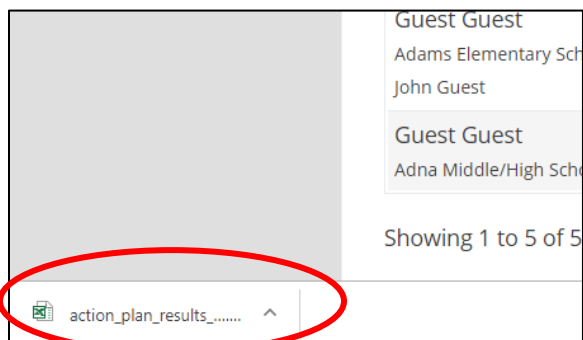 Guest Guest
Adams Elementary Sch
John Guest
Guest Guest
Adna Middle/High Scho
Showing 1 to 5 of 5
action_plan_results_.......